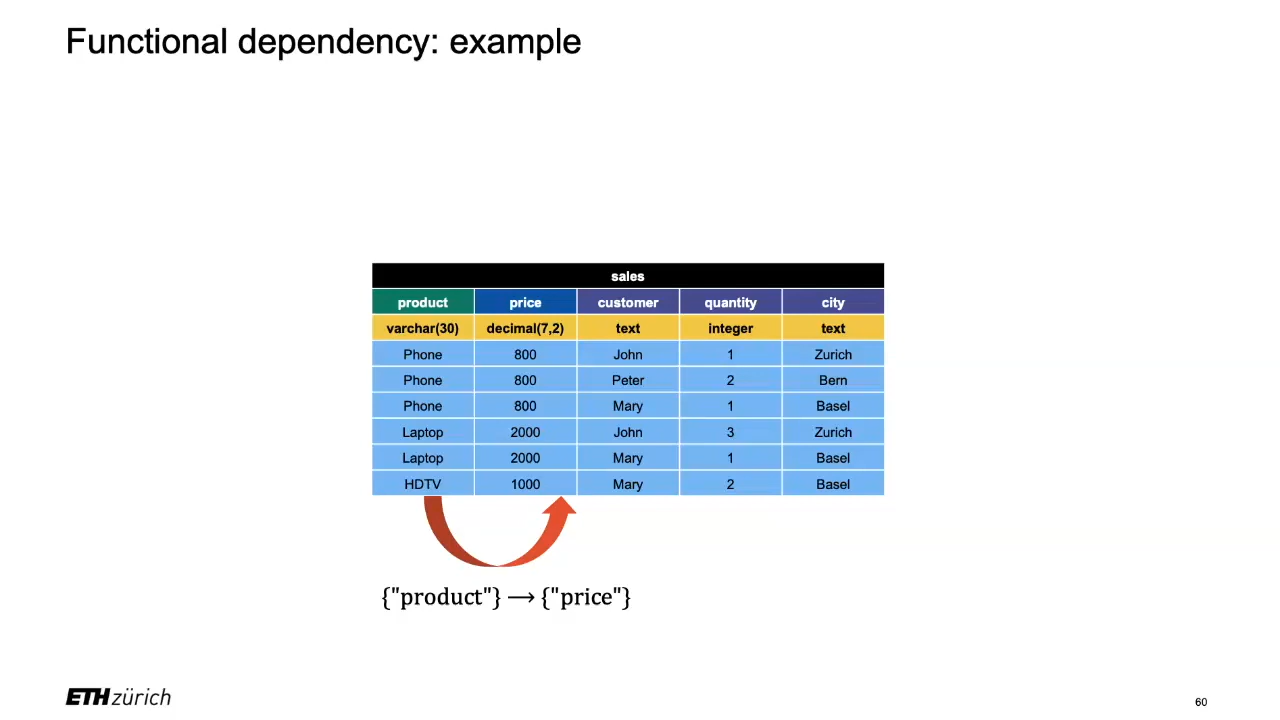 Functional dependency: example
sales
product price customer quantity city
varchar(30) decimal(7,2) text integer text
Phone 800 John 1 Zurich
Phone 800 Peter 2 Bern
Phone 800 Mary 1 Basel
Laptop 2000 John 3 Zurich
Laptop 2000 Mary 1 Basel
HDTV 1000 Mary 2 Basel
{"product"} ⟶ {"price"}
ETH zürich
60